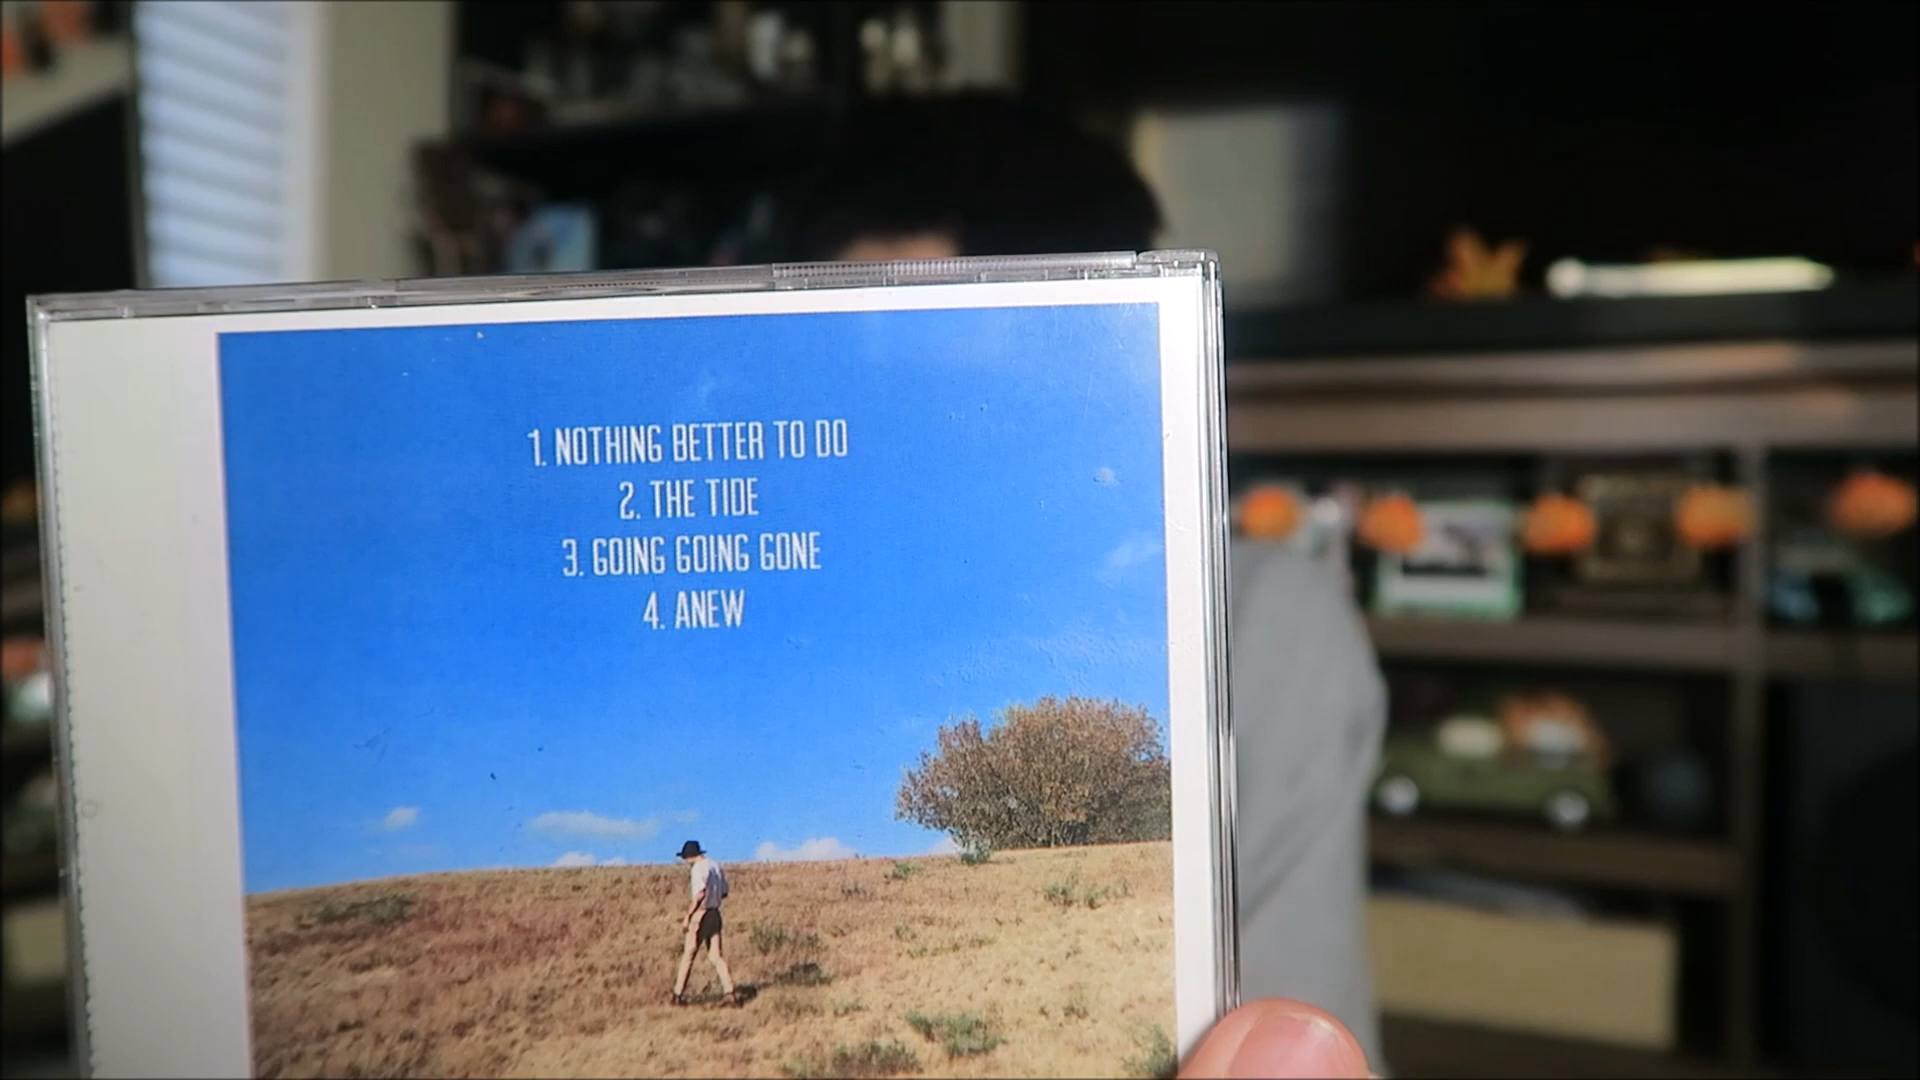 1. NOTHING BETTER TO DO
2. THE TIDE
3. GOING GOING GONE
4. ANEW